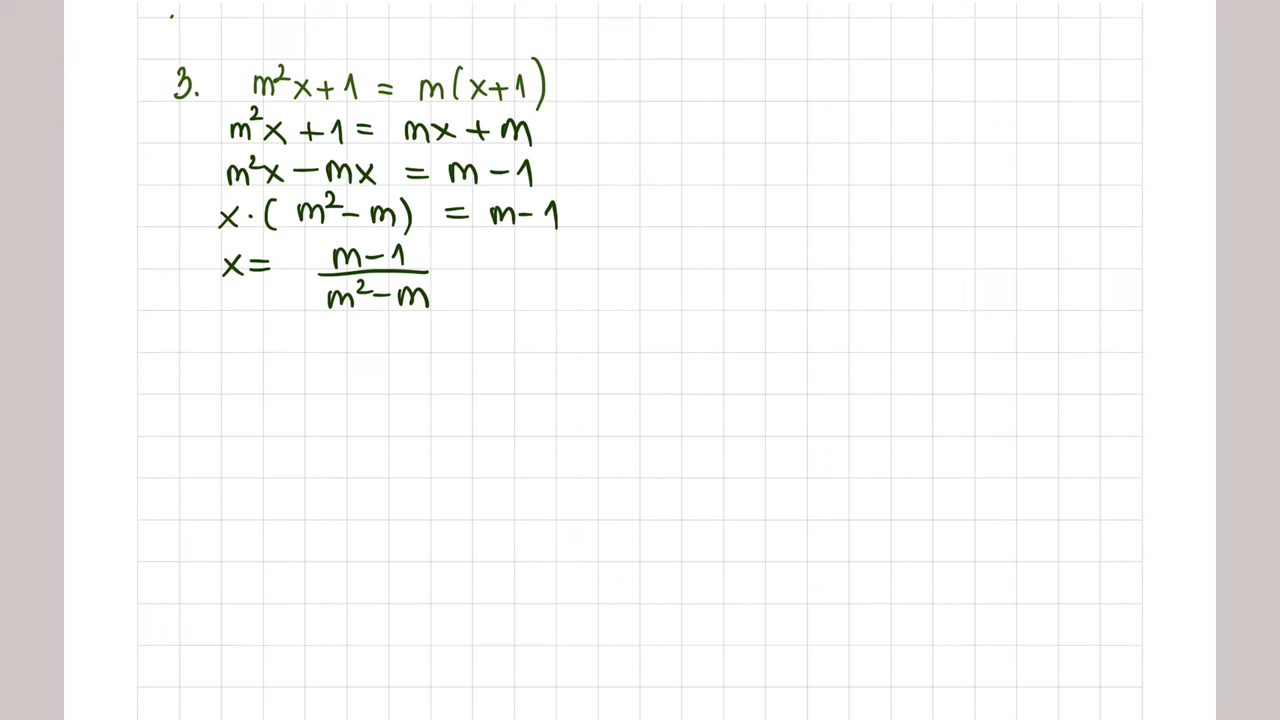 3. m²x+1 = m(x+1)
m²x +1 = mx + m
m²x − mx = m − 1
x · ( m² − m) = m − 1
x = (m − 1)/(m² − m)